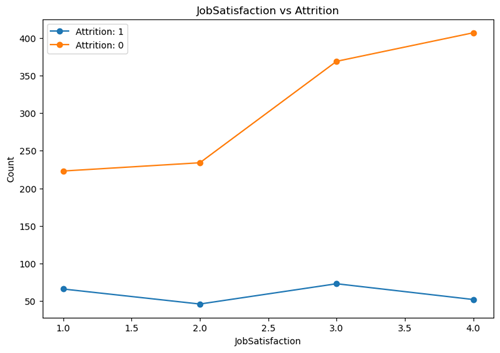 JobSatisfaction vs Attrition
Attrition: 1
Attrition: 0
Count
400
350
300
250
200
150
100
50
1.0 1.5 2.0 2.5 3.0 3.5 4.0
JobSatisfaction